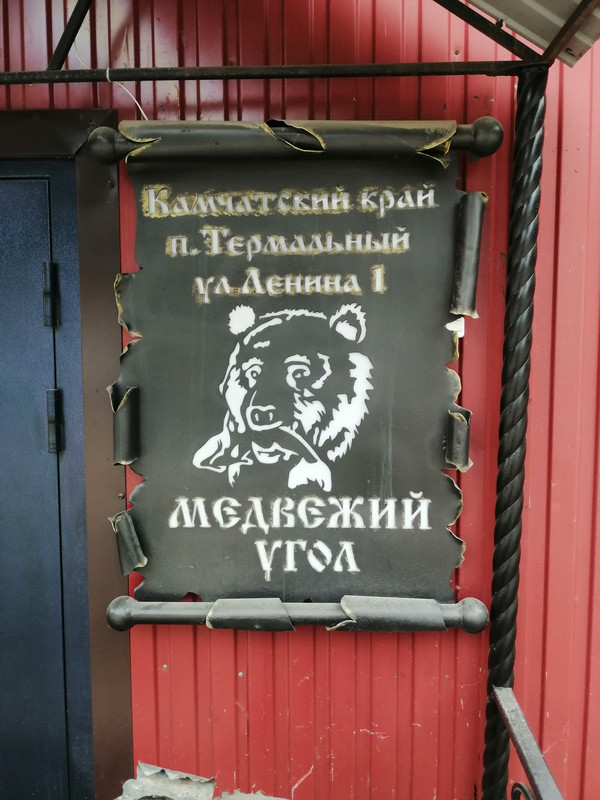 Камчатский край
п.Термальный
ул.Ленина 1
МЕДВЕЖИЙ
УГОЛ